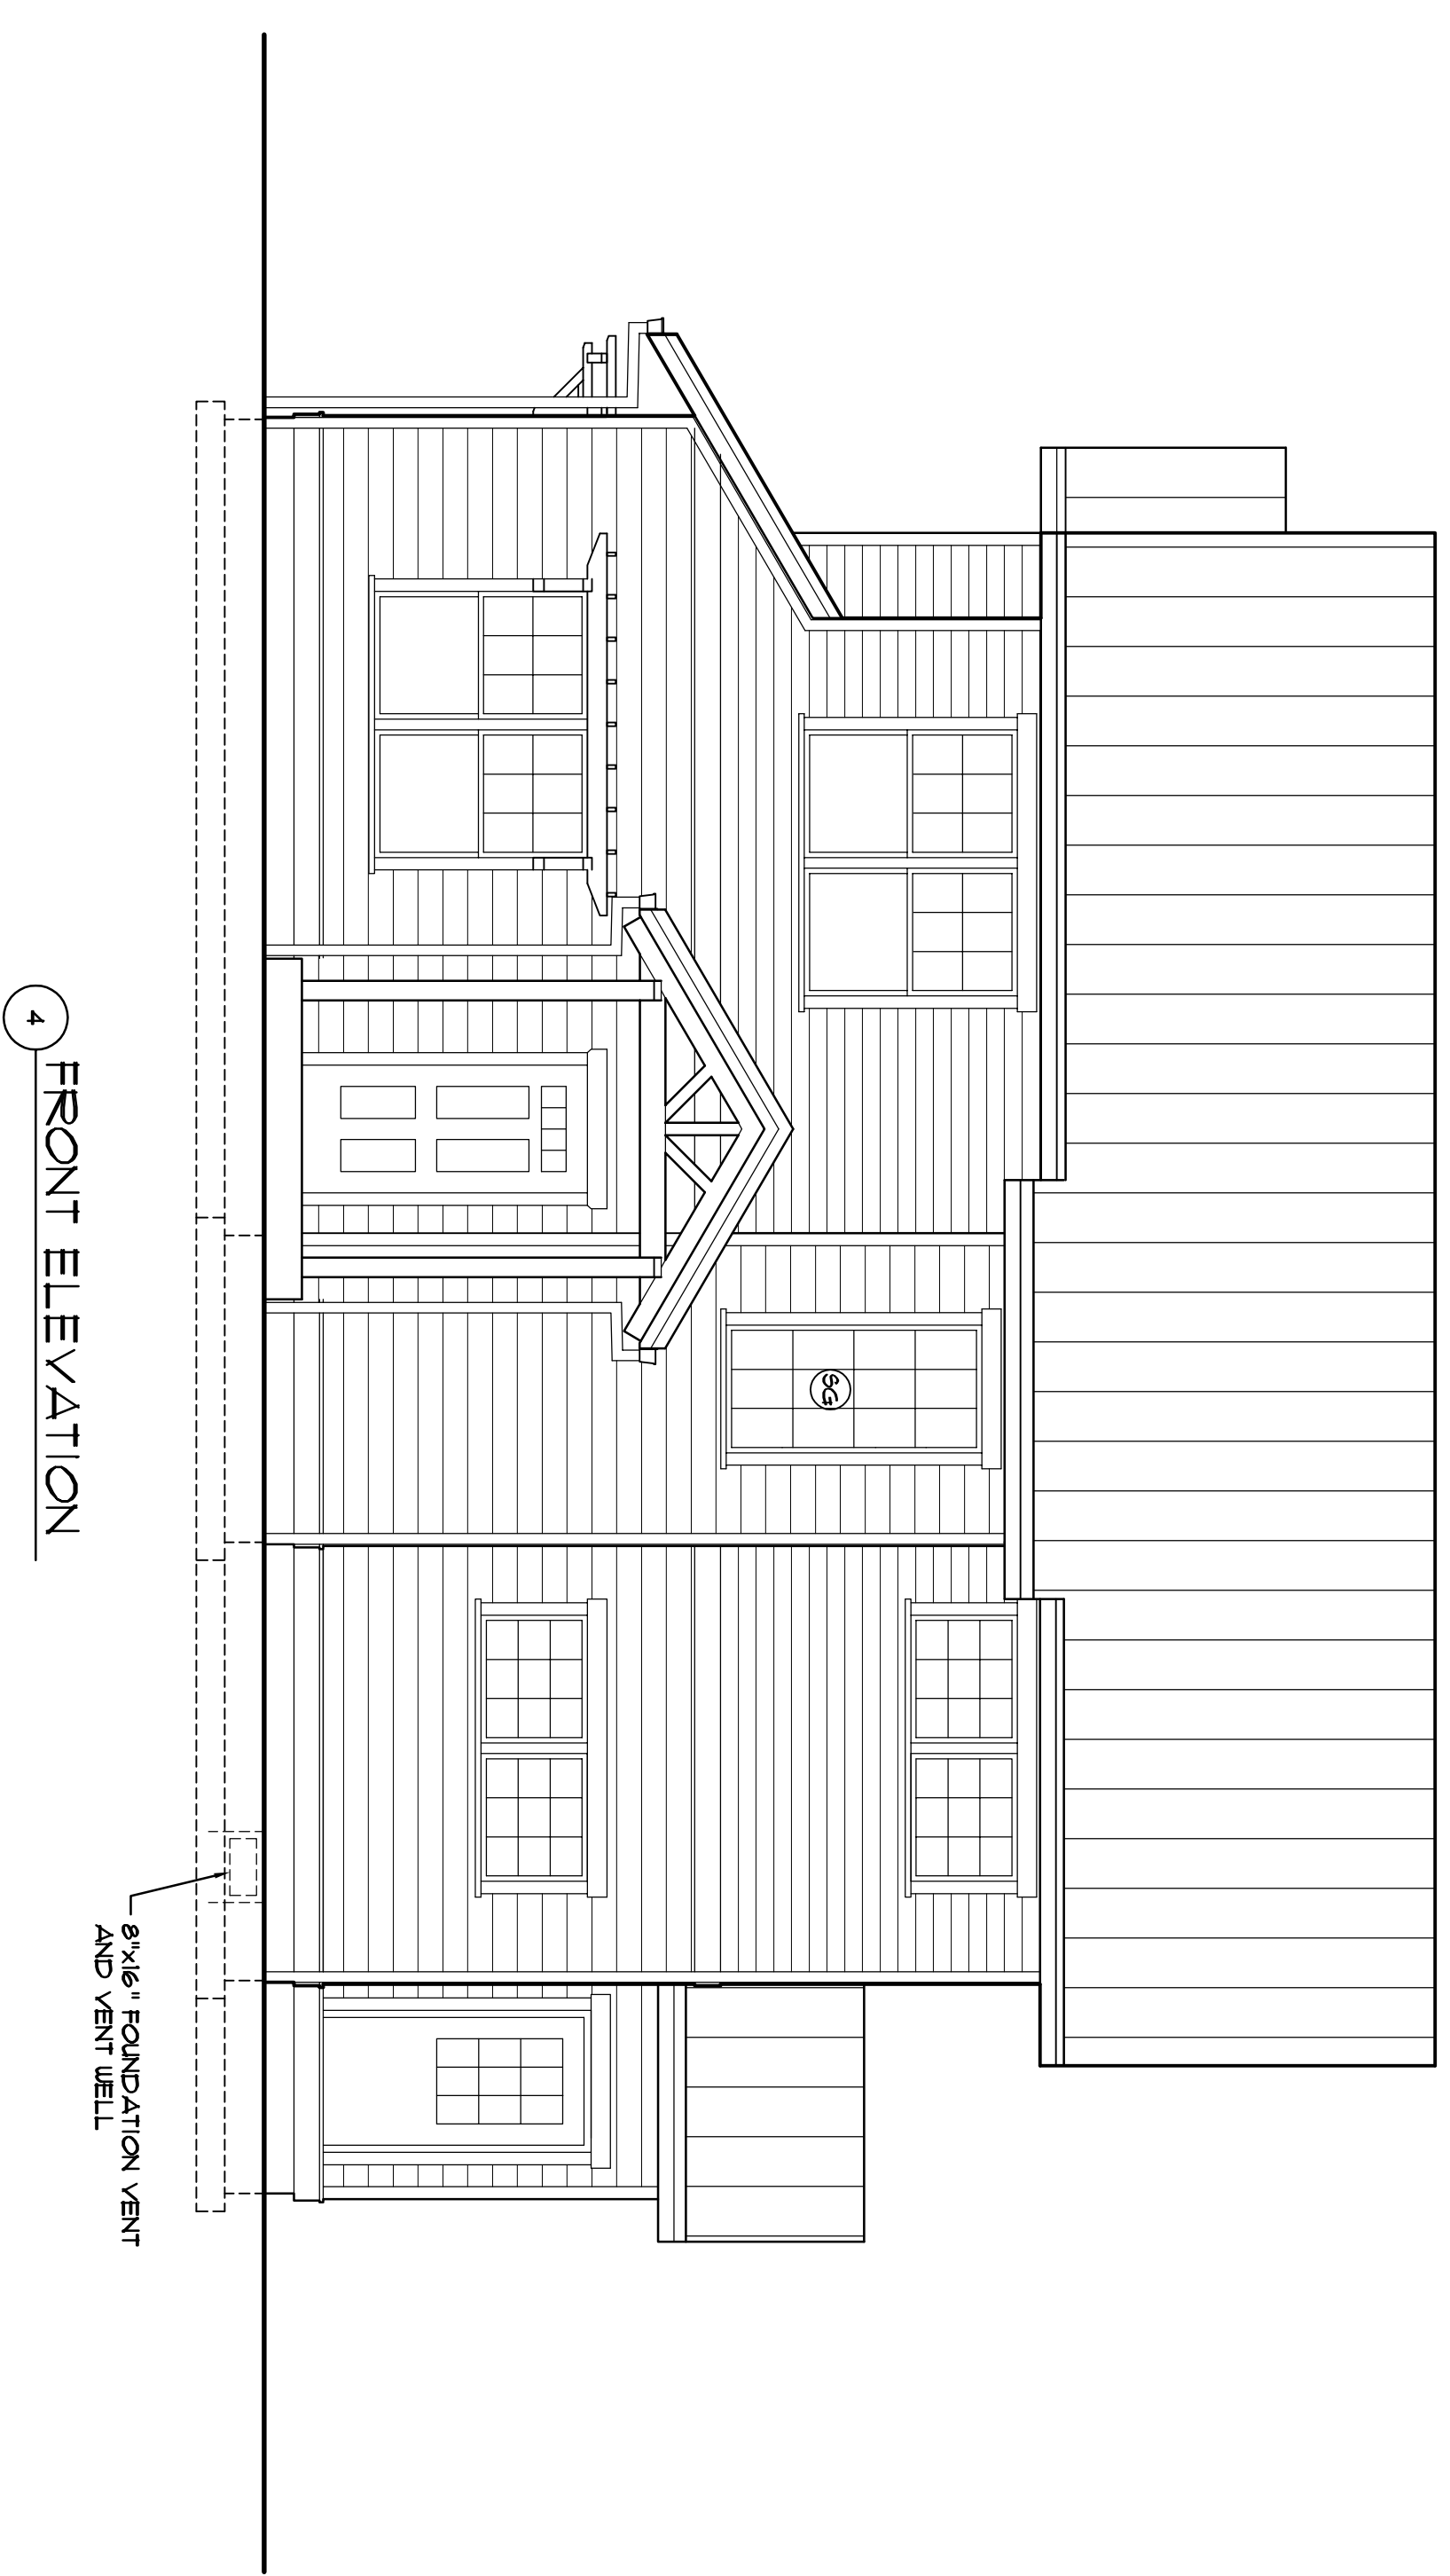 SG
8"x16" FOUNDATION VENT
AND VENT WELL
4
FRONT ELEVATION